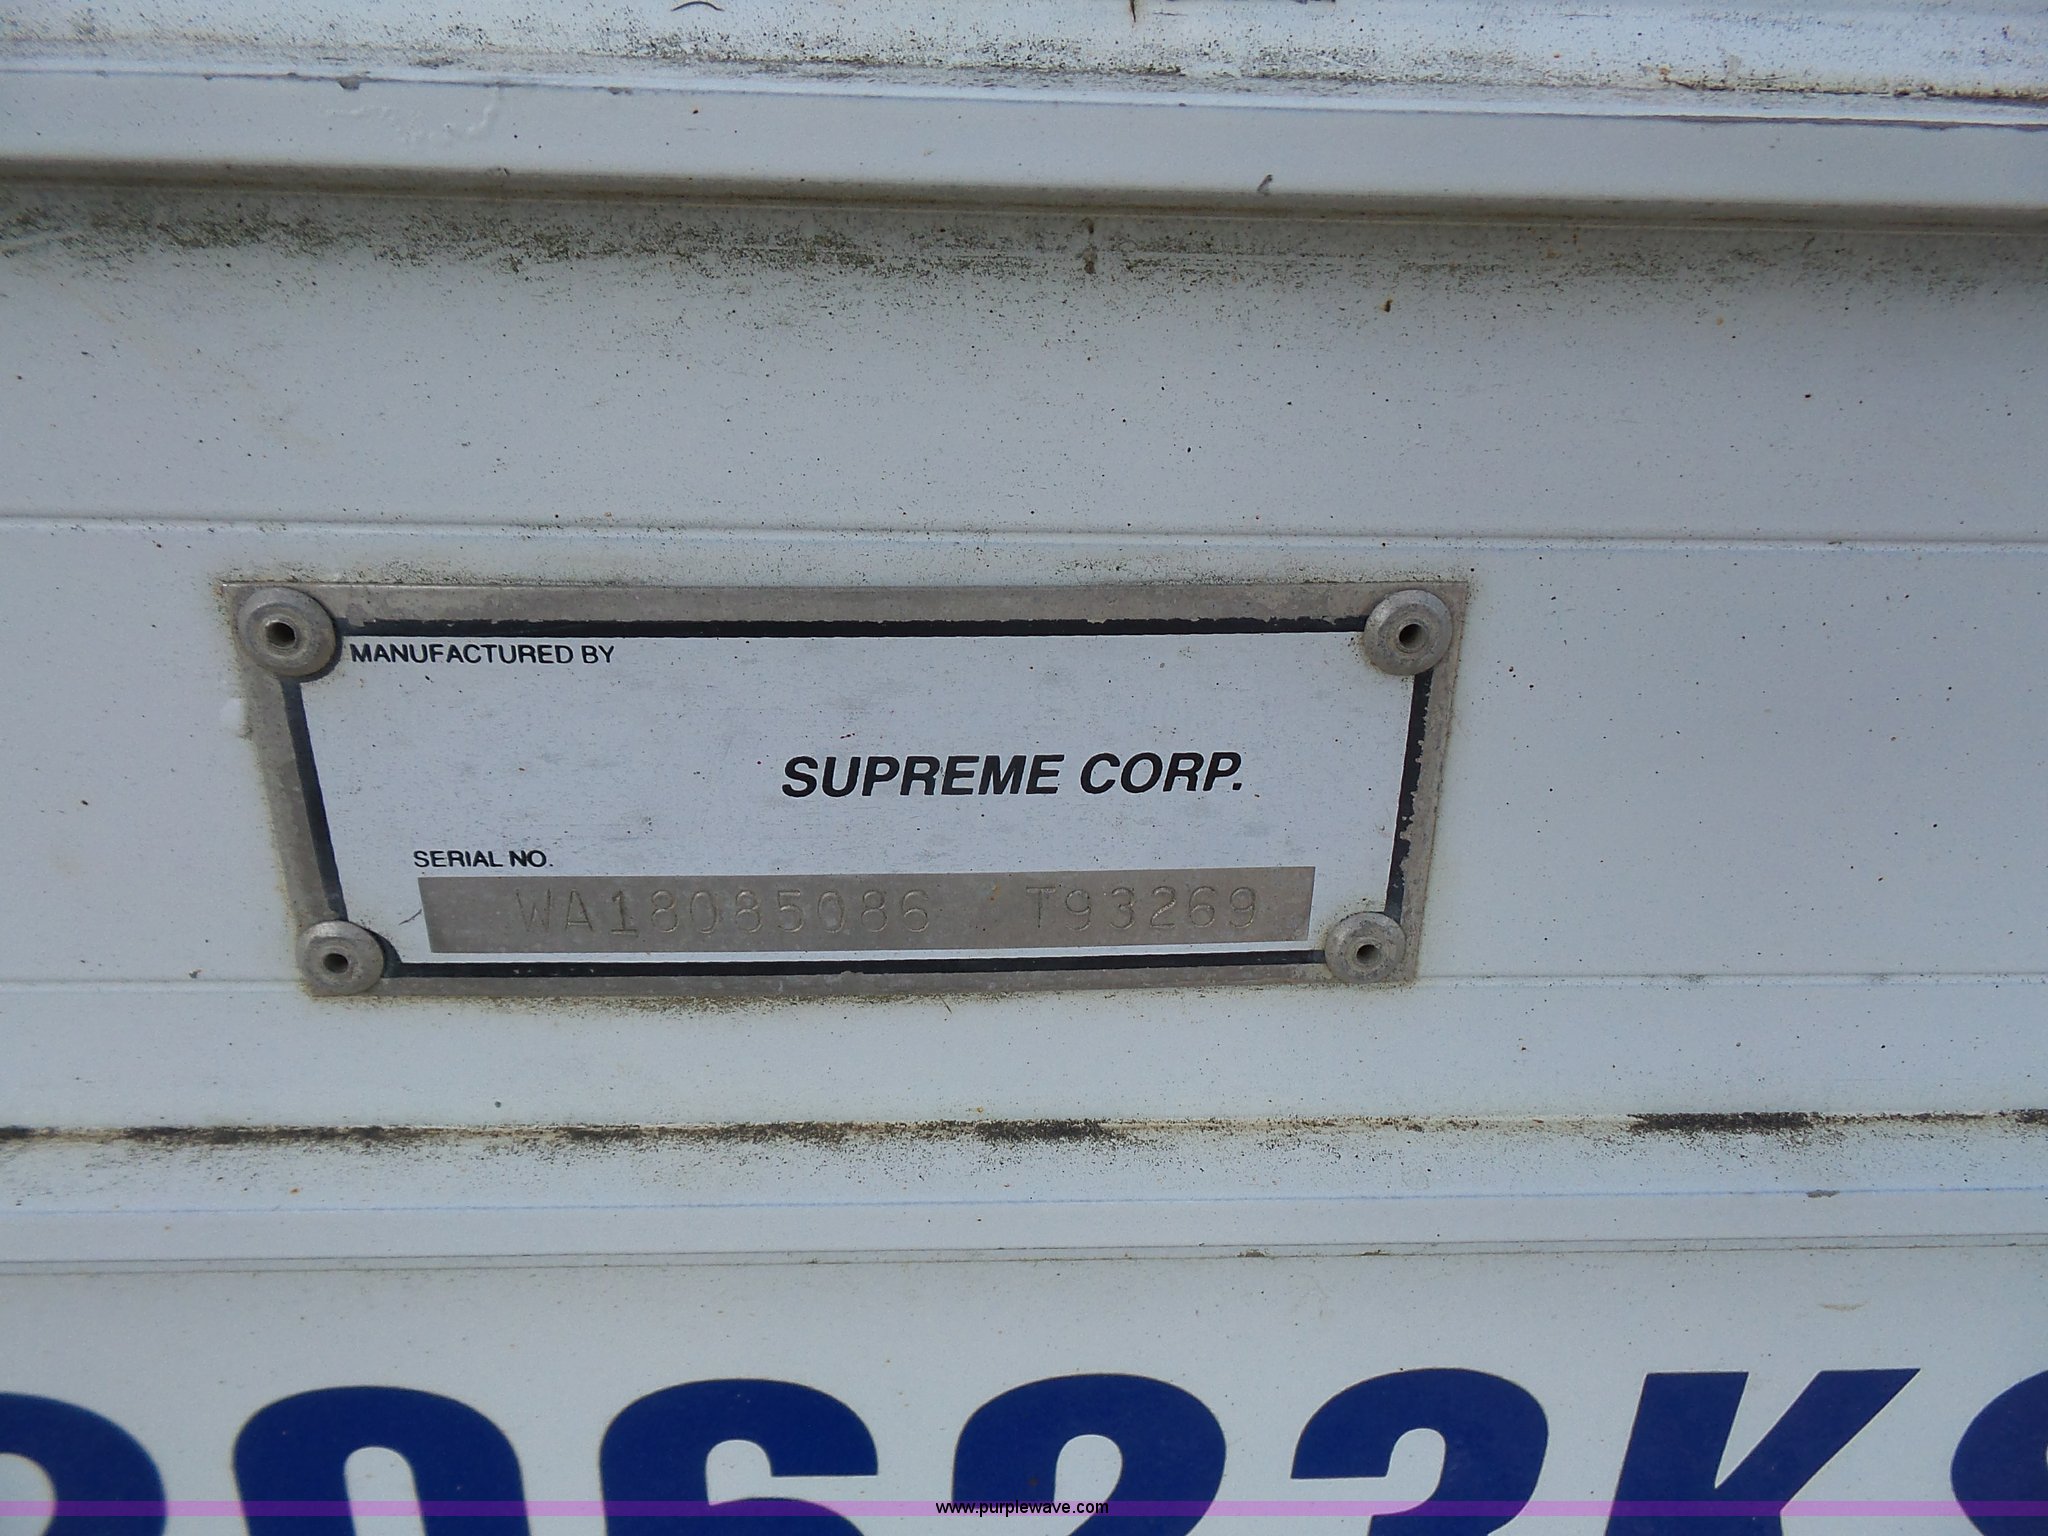 MANUFACTURED BY
SUPREME CORP.
SERIAL NO.
WA18085086 T93269
www.purplewave.com